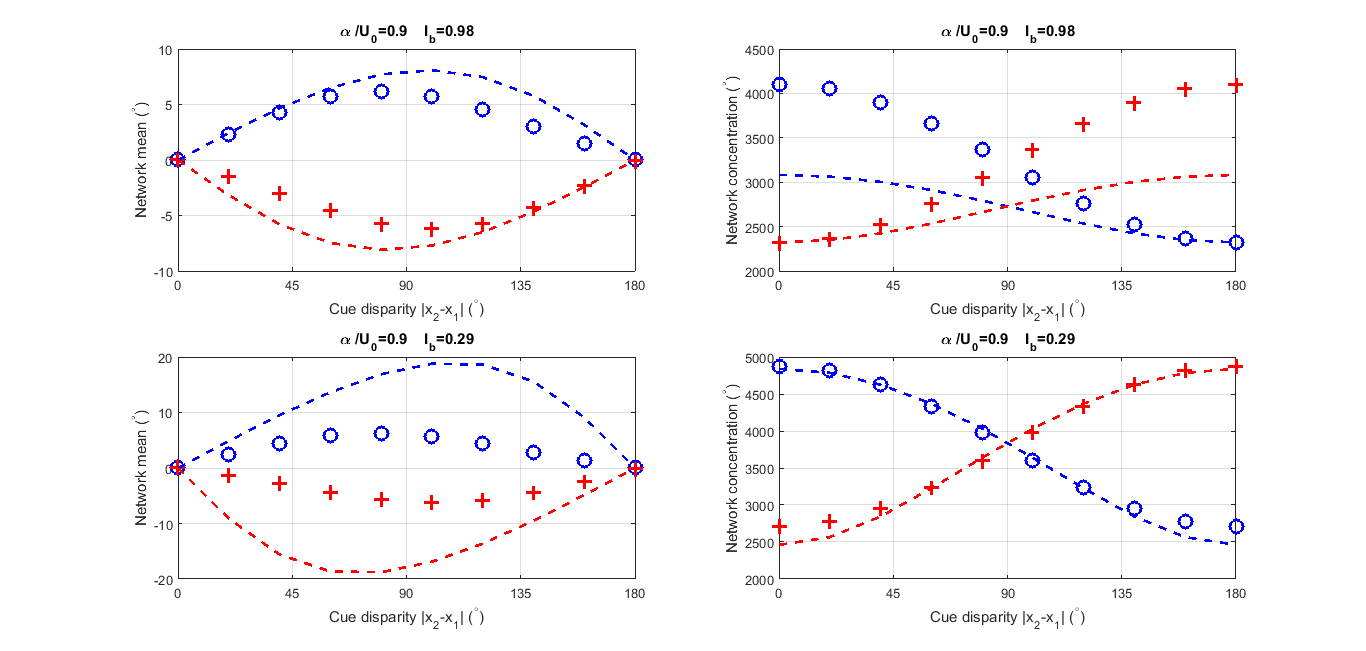 α /U0=0.9 Ib=0.98
10
5
0
-5
-10
Network mean (°)
0 45 90 135 180
Cue disparity |x2-x1| (°)
α /U0=0.9 Ib=0.98
4500
4000
3500
3000
2500
2000
Network concentration (°)
0 45 90 135 180
Cue disparity |x2-x1| (°)
α /U0=0.9 Ib=0.29
20
10
0
-10
-20
Network mean (°)
0 45 90 135 180
Cue disparity |x2-x1| (°)
α /U0=0.9 Ib=0.29
5000
4500
4000
3500
3000
2500
2000
Network concentration (°)
0 45 90 135 180
Cue disparity |x2-x1| (°)